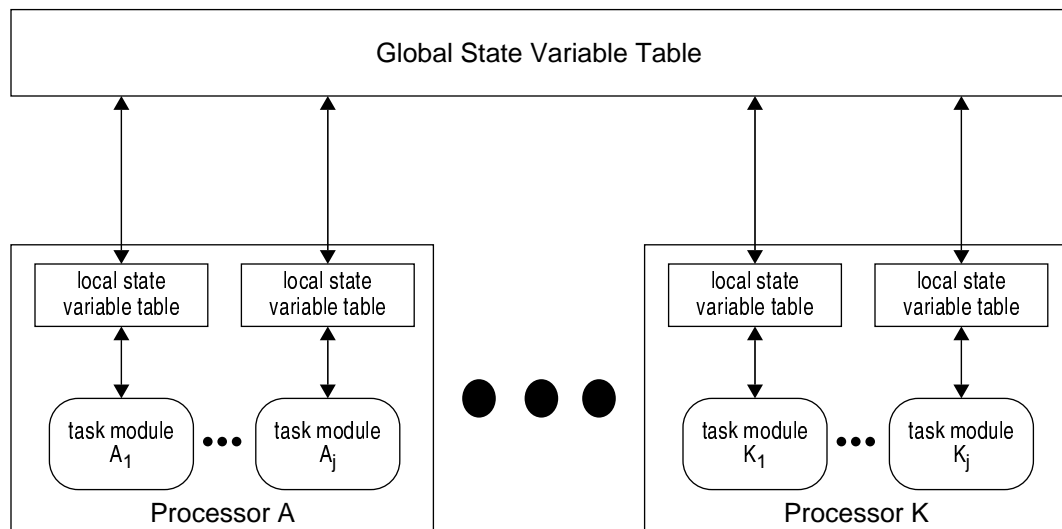 Global State Variable Table
local state
variable table
local state
variable table
local state
variable table
local state
variable table
task module
A1
task module
Aj
task module
K1
task module
Kj
Processor A
Processor K